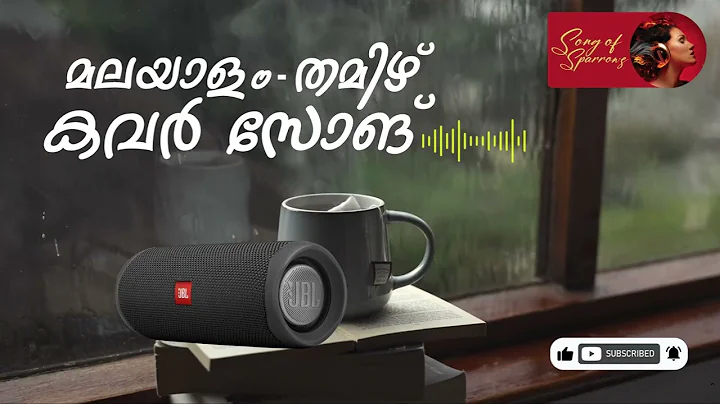 Song of
Sparrows
മലയാളം - തമിഴ്
കവർ സോങ്
JBL
JBL
SUBSCRIBED